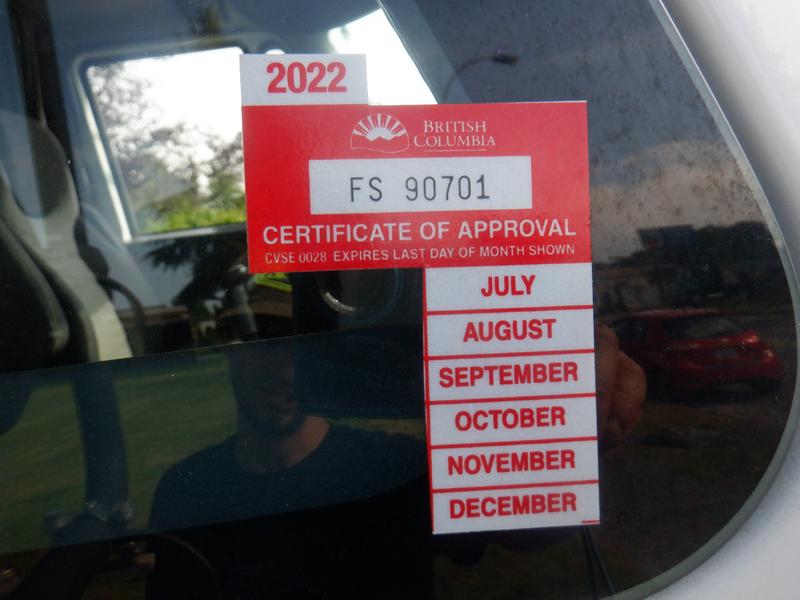 2022
BRITISH
COLUMBIA
FS 90701
CERTIFICATE OF APPROVAL
CVSE 0028 EXPIRES LAST DAY OF MONTH SHOWN
JULY
AUGUST
SEPTEMBER
OCTOBER
NOVEMBER
DECEMBER